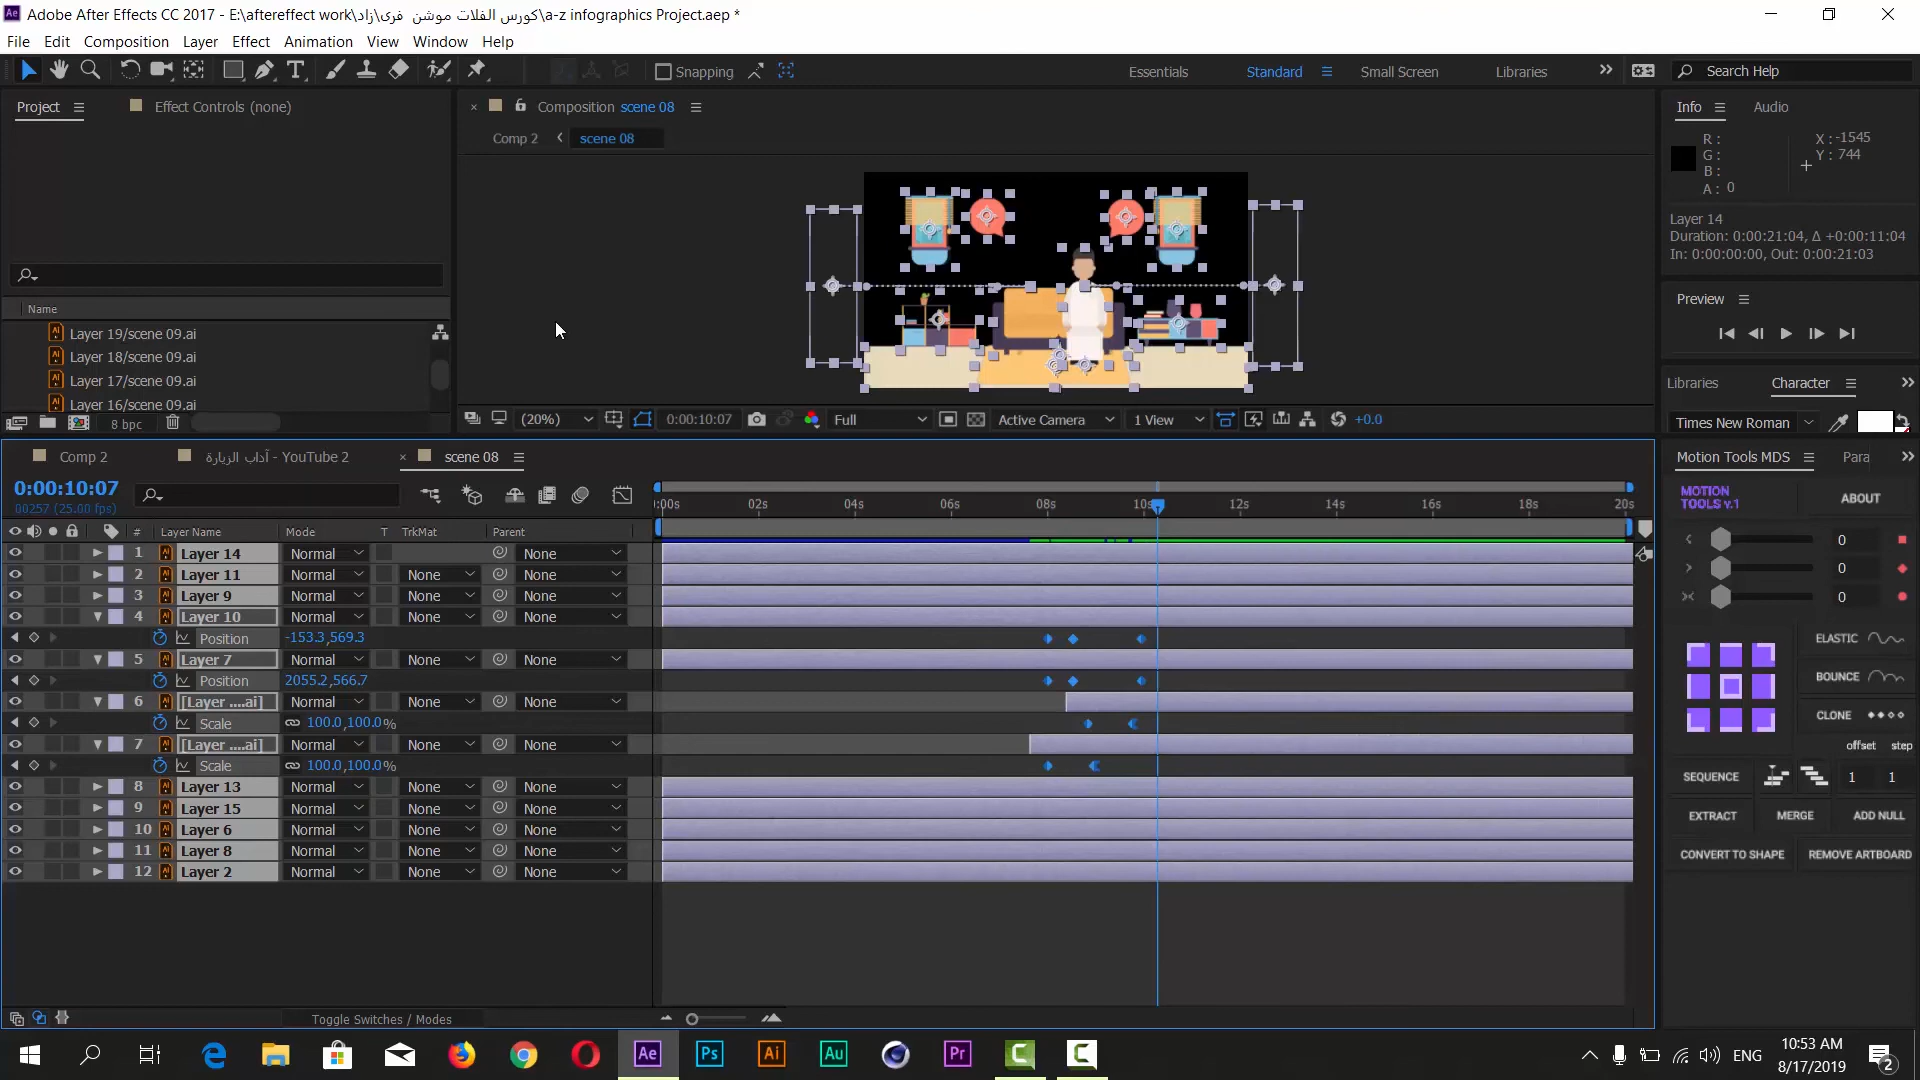 Adobe After Effects CC 2017 - E:\aftereffect work\كورس الفلات موشن فرى\زاد\a-z infographics Project.aep *
File Edit Composition Layer Effect Animation View Window Help
Snapping Essentials Standard Small Screen Libraries Search Help
Project Effect Controls (none)
Composition scene 08
Info Audio
Comp 2 scene 08
R :
G :
B :
A : 0
X : -1545
Y : 744
Layer 14
Duration: 0:00:21:04, Δ +0:00:11:04
In: 0:00:00:00, Out: 0:00:21:03
Name
Layer 19/scene 09.ai
Layer 18/scene 09.ai
Layer 17/scene 09.ai
Layer 16/scene 09.ai
8 bpc
Preview
Libraries Character
Times New Roman
(20%) 0:00:10:07 Full Active Camera 1 View +0.0
Comp 2 آداب الزيارة - YouTube 2 scene 08
Motion Tools MDS Para
0:00:10:07
00257 (25.00 fps)
:00s 02s 04s 06s 08s 10s 12s 14s 16s 18s 20s
# Layer Name Mode T TrkMat Parent
1 Layer 14 Normal None
2 Layer 11 Normal None None
3 Layer 9 Normal None None
4 Layer 10 Normal None None
Position -153.3,569.3
5 Layer 7 Normal None None
Position 2055.2,566.7
6 [Layer ....ai] Normal None None
Scale 100.0,100.0%
7 [Layer ....ai] Normal None None
Scale 100.0,100.0%
8 Layer 13 Normal None None
9 Layer 15 Normal None None
10 Layer 6 Normal None None
11 Layer 8 Normal None None
12 Layer 2 Normal None None
Toggle Switches / Modes
MOTION TOOLS v.1 ABOUT
0
0
0
ELASTIC
BOUNCE
CLONE
offset step
SEQUENCE 1 1
EXTRACT MERGE ADD NULL
CONVERT TO SHAPE REMOVE ARTBOARD
Ae Ps Ai Au Pr
ENG
10:53 AM
8/17/2019
2